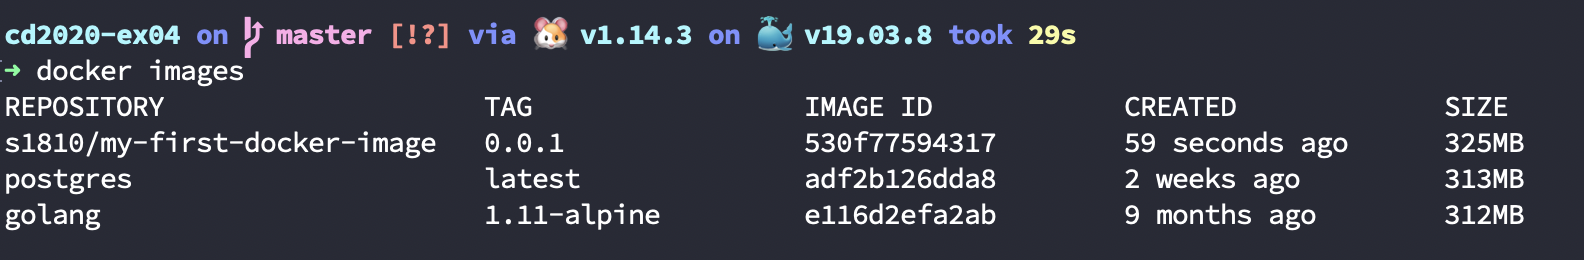 cd2020-ex04 on master [!?] via 🐹 v1.14.3 on 🐳 v19.03.8 took 29s
➜ docker images
REPOSITORY TAG IMAGE ID CREATED SIZE
s1810/my-first-docker-image 0.0.1 530f77594317 59 seconds ago 325MB
postgres latest adf2b126dda8 2 weeks ago 313MB
golang 1.11-alpine e116d2efa2ab 9 months ago 312MB